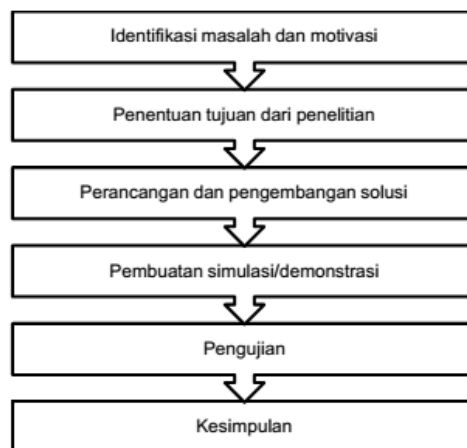 Identifikasi masalah dan motivasi
Penentuan tujuan dari penelitian
Perancangan dan pengembangan solusi
Pembuatan simulasi/demonstrasi
Pengujian
Kesimpulan